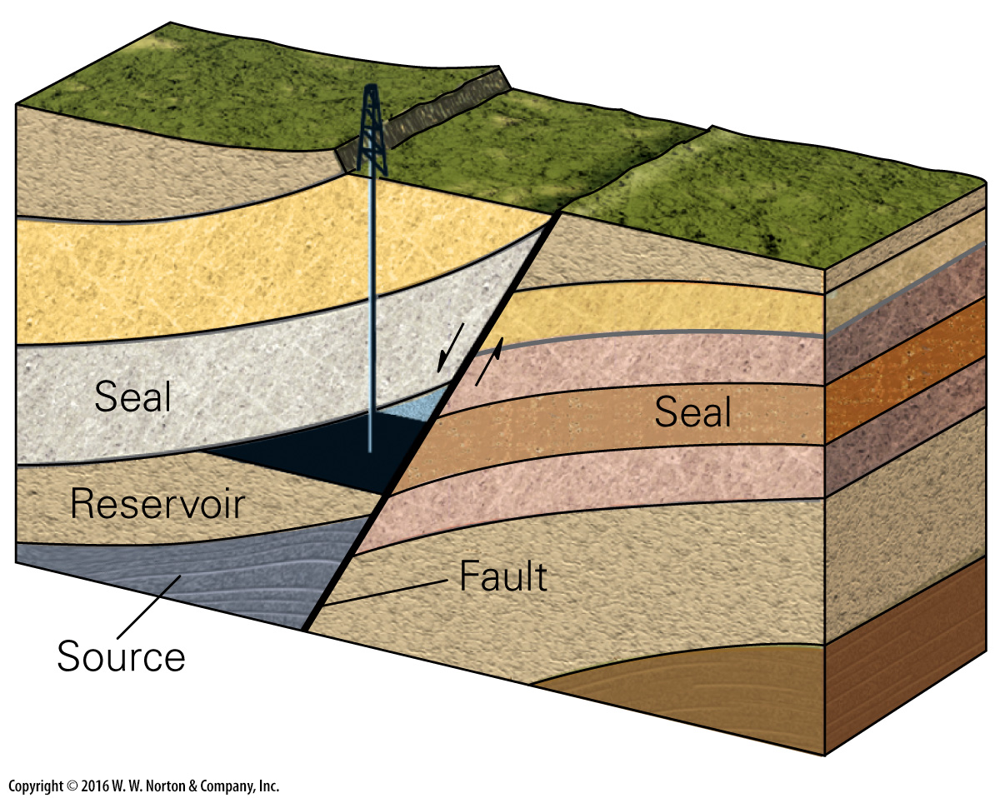 Seal
Seal
Reservoir
Fault
Source
Copyright © 2016 W. W. Norton & Company, Inc.